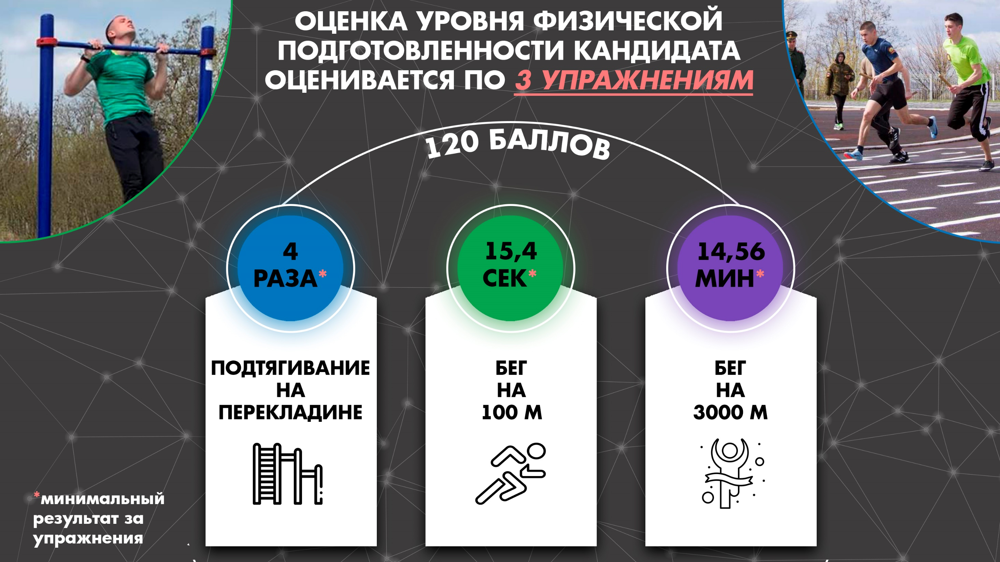 ОЦЕНКА УРОВНЯ ФИЗИЧЕСКОЙ
ПОДГОТОВЛЕННОСТИ КАНДИДАТА
ОЦЕНИВАЕТСЯ ПО 3 УПРАЖНЕНИЯМ
120 БАЛЛОВ
4
РАЗА*
ПОДТЯГИВАНИЕ
НА
ПЕРЕКЛАДИНЕ
15,4
СЕК*
БЕГ
НА
100 М
14,56
МИН*
БЕГ
НА
3000 М
*минимальный
результат за
упражнения